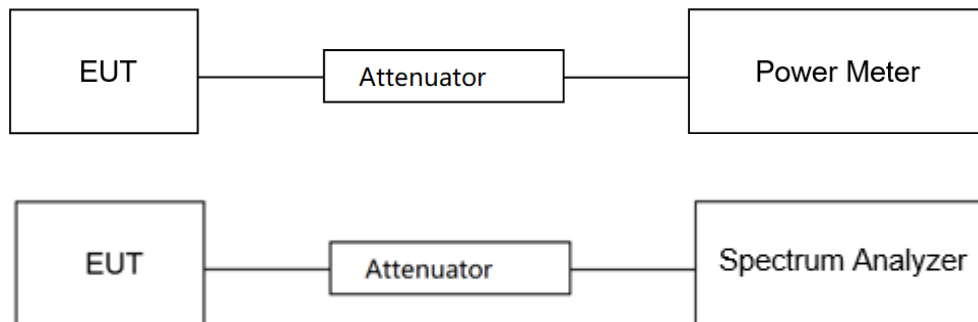 EUT
Attenuator
Power Meter
EUT
Attenuator
Spectrum Analyzer